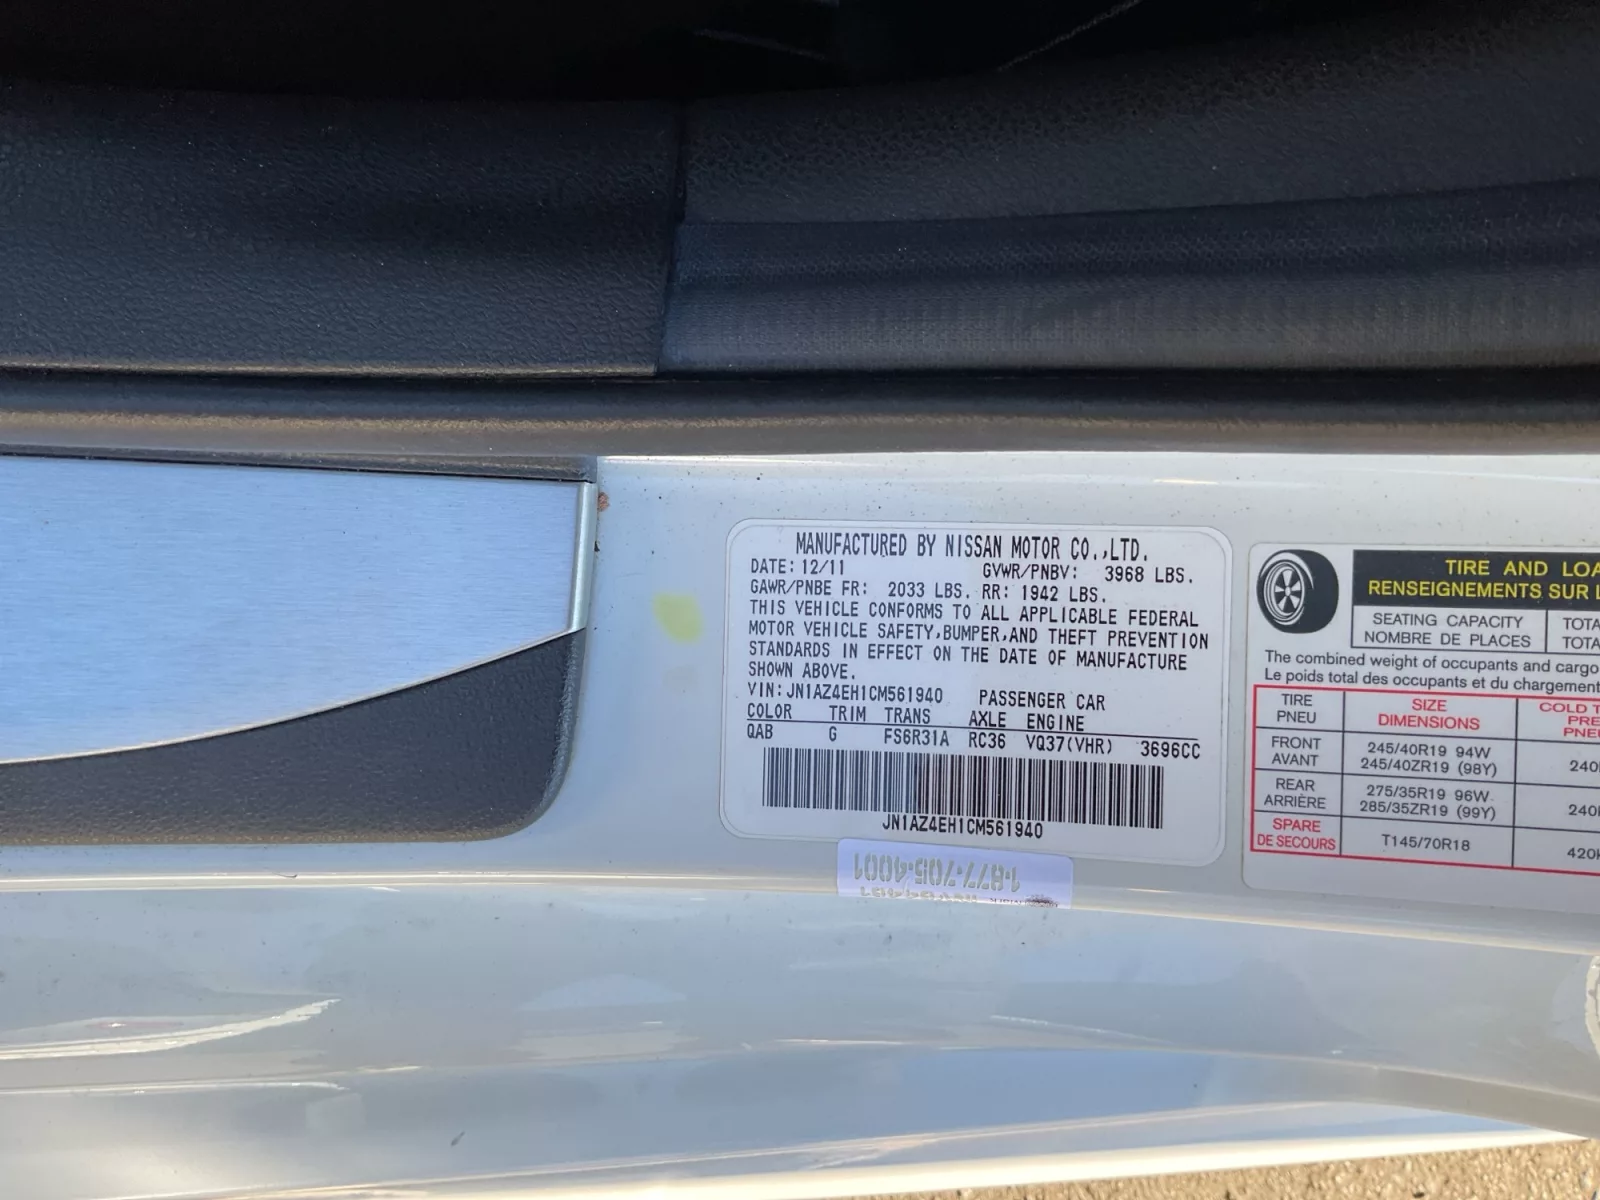 MANUFACTURED BY NISSAN MOTOR CO.,LTD.
DATE: 12/11 GVWR/PNBV: 3968 LBS.
GAWR/PNBE FR: 2033 LBS. RR: 1942 LBS.
THIS VEHICLE CONFORMS TO ALL APPLICABLE FEDERAL
MOTOR VEHICLE SAFETY,BUMPER,AND THEFT PREVENTION
STANDARDS IN EFFECT ON THE DATE OF MANUFACTURE
SHOWN ABOVE.
VIN: JN1AZ4EH1CM561940 PASSENGER CAR
COLOR TRIM TRANS AXLE ENGINE
QAB G FS6R31A RC36 VQ37(VHR) 3696CC
JN1AZ4EH1CM561940
1-877-705-4001
TIRE AND LOA
RENSEIGNEMENTS SUR L
SEATING CAPACITY TOTA
NOMBRE DE PLACES TOTA
The combined weight of occupants and cargo
Le poids total des occupants et du chargement
TIRE SIZE COLD T
PNEU DIMENSIONS PRE
PNEU
FRONT 245/40R19 94W 240
AVANT 245/40ZR19 (98Y)
REAR 275/35R19 96W 240
ARRIÈRE 285/35ZR19 (99Y)
SPARE T145/70R18 420
DE SECOURS